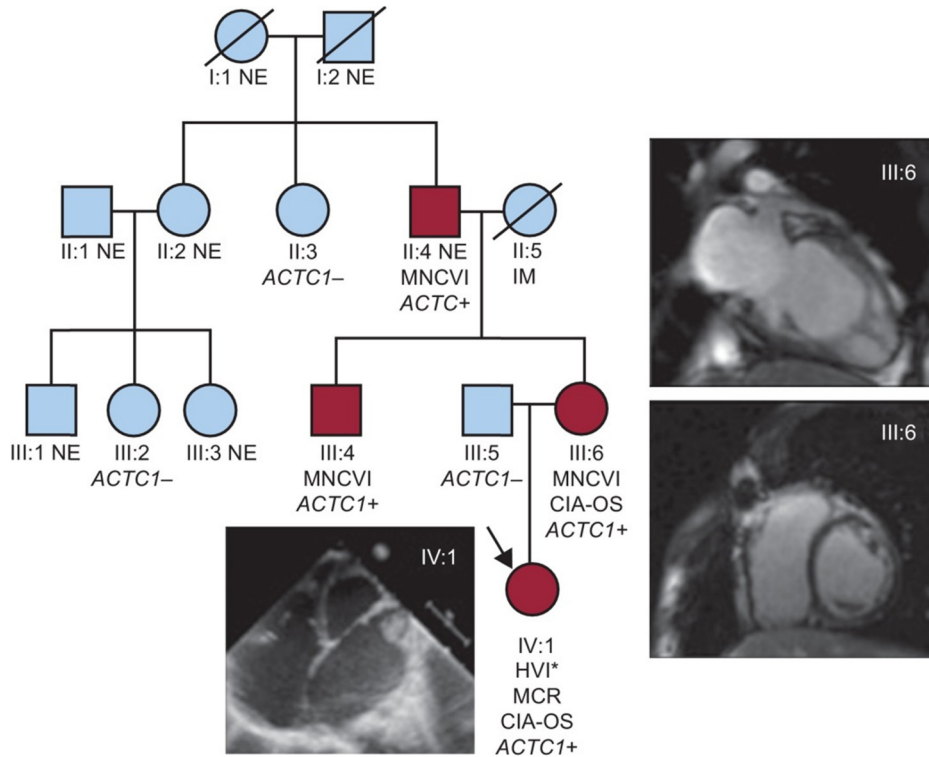 I:1 NE
I:2 NE
II:1 NE
II:2 NE
II:3
ACTC1–
II:4 NE
MNCVI
ACTC+
II:5
IM
III:6
III:1 NE
III:2
ACTC1–
III:3 NE
III:4
MNCVI
ACTC1+
III:5
ACTC1–
III:6
MNCVI
CIA-OS
ACTC1+
III:6
IV:1
IV:1
HVI*
MCR
CIA-OS
ACTC1+